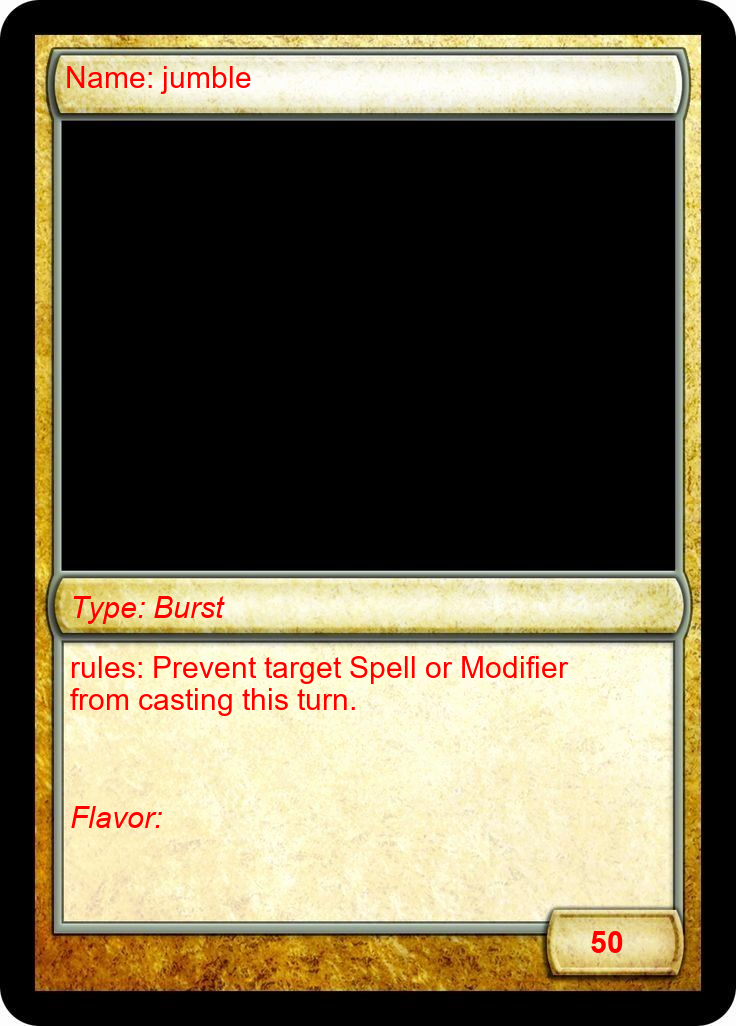 Name: jumble
Type: Burst
rules: Prevent target Spell or Modifier
from casting this turn.
Flavor:
50